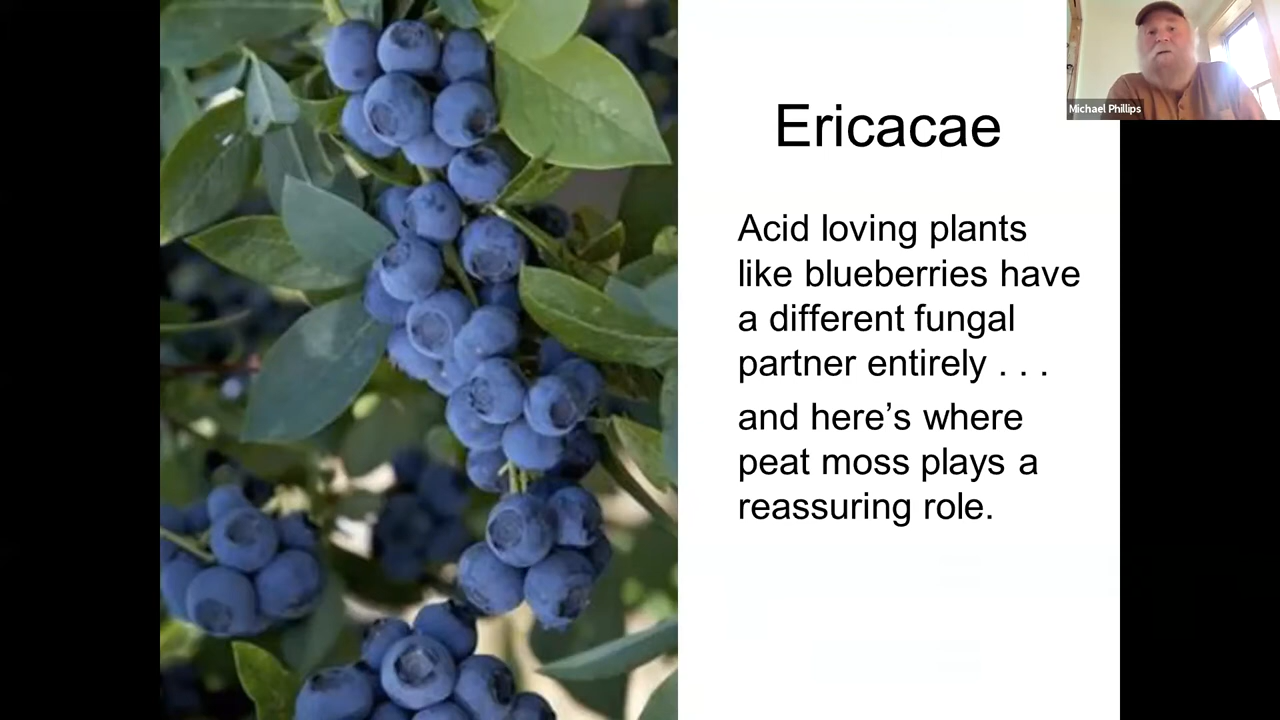 Michael Phillips
Ericacae
Acid loving plants
like blueberries have
a different fungal
partner entirely . . .
and here’s where
peat moss plays a
reassuring role.